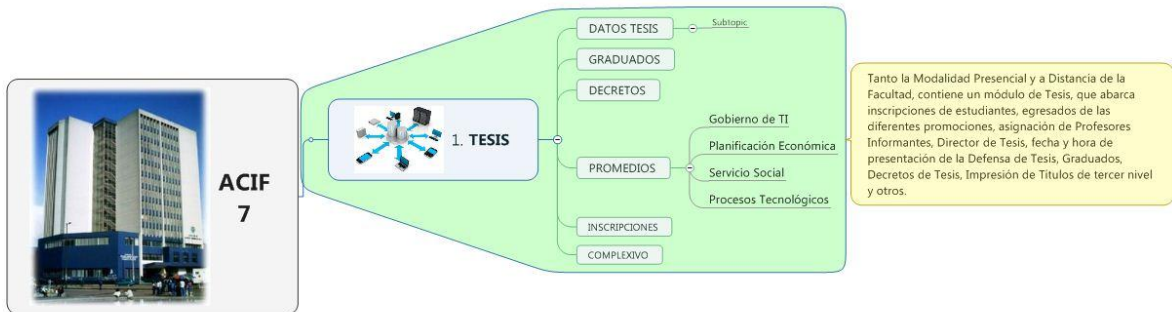 ACIF
7
1. TESIS
DATOS TESIS
Subtopic
GRADUADOS
DECRETOS
PROMEDIOS
Gobierno de TI
Planificación Económica
Servicio Social
Procesos Tecnológicos
INSCRIPCIONES
COMPLEXIVO
Tanto la Modalidad Presencial y a Distancia de la
Facultad, contiene un módulo de Tesis, que abarca
inscripciones de estudiantes, egresados de las
diferentes promociones, asignación de Profesores
Informantes, Director de Tesis, fecha y hora de
presentación de la Defensa de Tesis, Graduados,
Decretos de Tesis, Impresión de Titulos de tercer nivel
y otros.